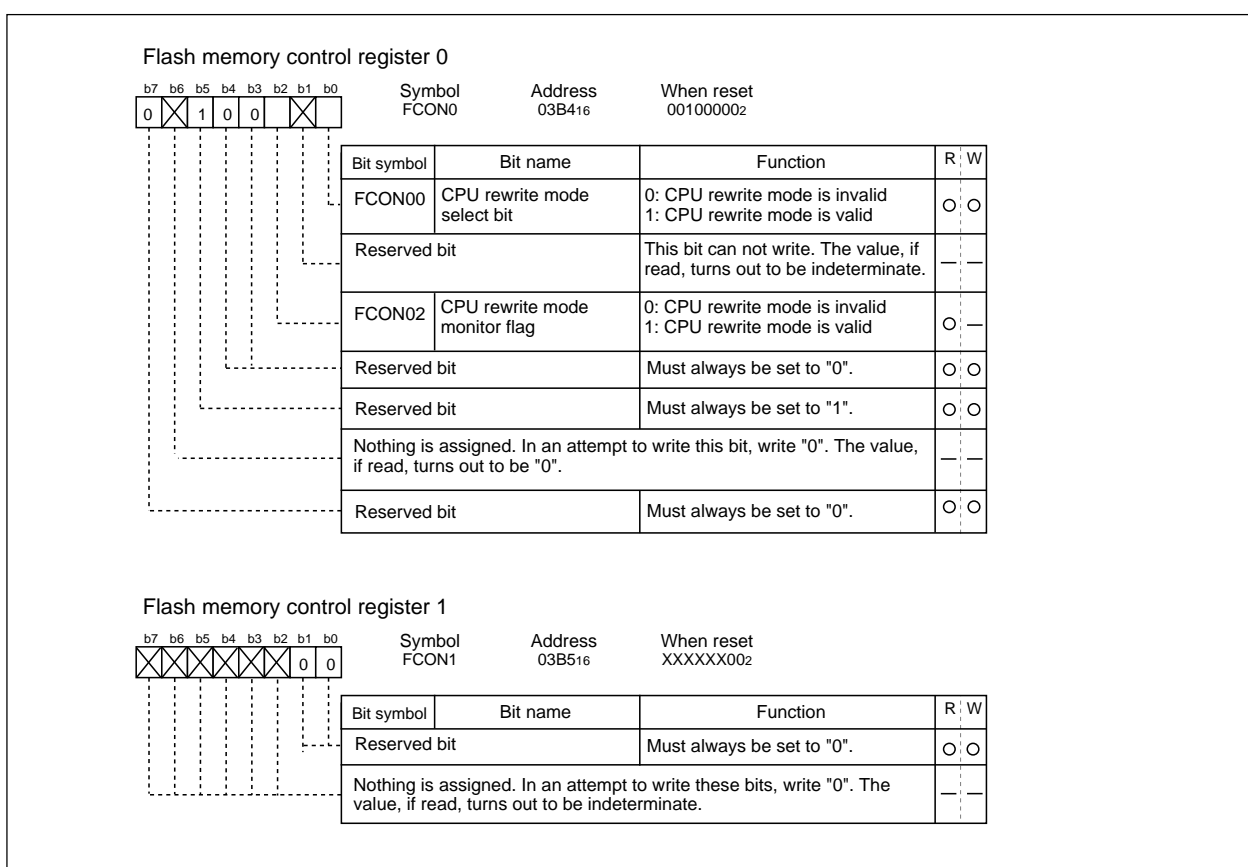 Flash memory control register 0
b7 b6 b5 b4 b3 b2 b1 b0
Symbol Address When reset
0 1 0 0 FCON0 03B416 001000002
Bit symbol Bit name Function R W
FCON00 CPU rewrite mode select bit 0: CPU rewrite mode is invalid
1: CPU rewrite mode is valid
Reserved bit This bit can not write. The value, if
read, turns out to be indeterminate.
FCON02 CPU rewrite mode monitor flag 0: CPU rewrite mode is invalid
1: CPU rewrite mode is valid
Reserved bit Must always be set to "0".
Reserved bit Must always be set to "1".
Nothing is assigned. In an attempt to write this bit, write "0". The value,
if read, turns out to be "0".
Reserved bit Must always be set to "0".
Flash memory control register 1
b7 b6 b5 b4 b3 b2 b1 b0
Symbol Address When reset
0 0 FCON1 03B516 XXXXXX002
Bit symbol Bit name Function R W
Reserved bit Must always be set to "0".
Nothing is assigned. In an attempt to write these bits, write "0". The
value, if read, turns out to be indeterminate.